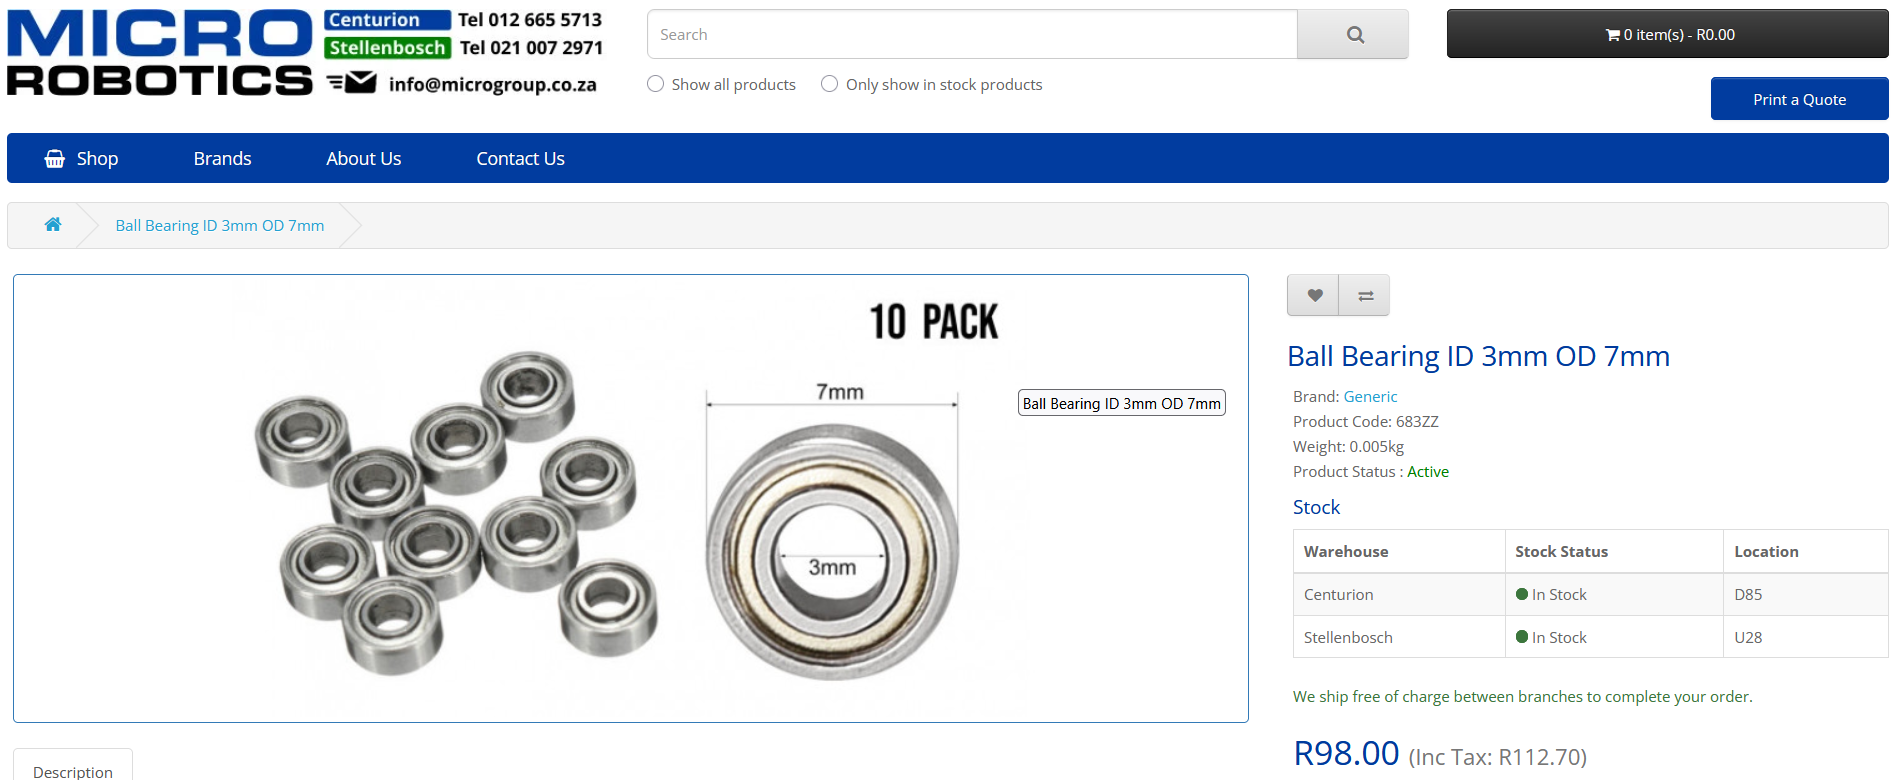 MICRO
ROBOTICS
Centurion Tel 012 665 5713
Stellenbosch Tel 021 007 2971
info@microgroup.co.za
Search
Show all products Only show in stock products
0 item(s) - R0.00
Print a Quote
Shop Brands About Us Contact Us
Ball Bearing ID 3mm OD 7mm
10 PACK
7mm
3mm
Ball Bearing ID 3mm OD 7mm
Ball Bearing ID 3mm OD 7mm
Brand: Generic
Product Code: 683ZZ
Weight: 0.005kg
Product Status : Active
Stock
Warehouse Stock Status Location
Centurion In Stock D85
Stellenbosch In Stock U28
We ship free of charge between branches to complete your order.
R98.00 (Inc Tax: R112.70)
Description